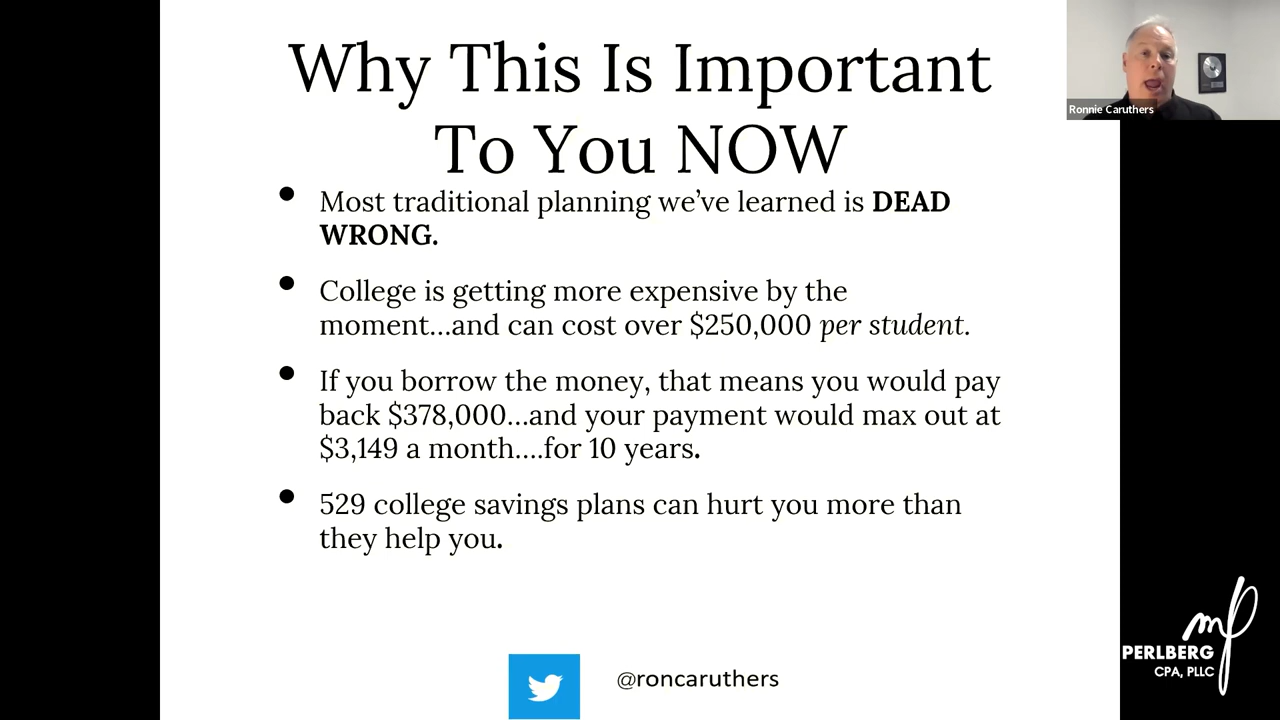 Why This Is Important
To You NOW
Ronnie Caruthers
• Most traditional planning we've learned is DEAD
WRONG.
• College is getting more expensive by the
moment...and can cost over $250,000 per student.
• If you borrow the money, that means you would pay
back $378,000...and your payment would max out at
$3,149 a month....for 10 years.
• 529 college savings plans can hurt you more than
they help you.
@roncaruthers
mp
PERLBERG
CPA, PLLC